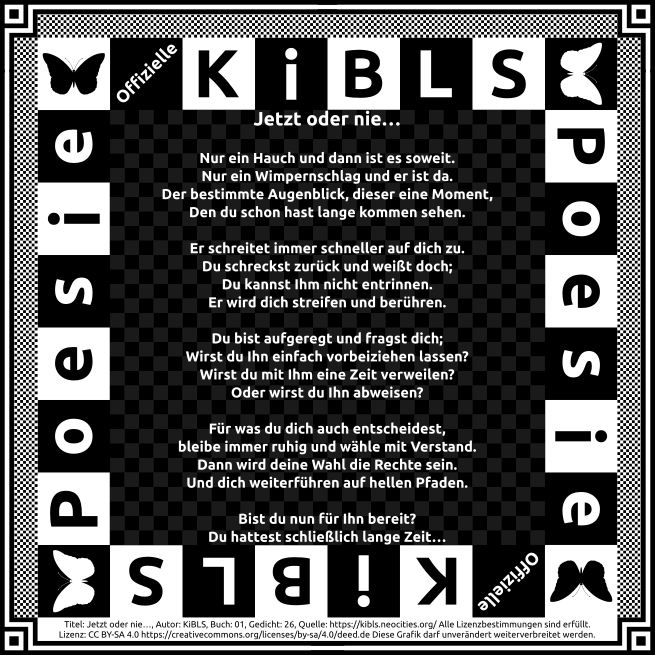 Offizielle
KiBLS
Poesie
Poesie
Jetzt oder nie…
Nur ein Hauch und dann ist es soweit.
Nur ein Wimpernschlag und er ist da.
Der bestimmte Augenblick, dieser eine Moment,
Den du schon hast lange kommen sehen.
Er schreitet immer schneller auf dich zu.
Du schreckst zurück und weißt doch;
Du kannst Ihm nicht entrinnen.
Er wird dich streifen und berühren.
Du bist aufgeregt und fragst dich;
Wirst du Ihn einfach vorbeiziehen lassen?
Wirst du mit Ihm eine Zeit verweilen?
Oder wirst du Ihn abweisen?
Für was du dich auch entscheidest,
bleibe immer ruhig und wähle mit Verstand.
Dann wird deine Wahl die Rechte sein.
Und dich weiterführen auf hellen Pfaden.
Bist du nun für Ihn bereit?
Du hattest schließlich lange Zeit…
KiBLS
Offizielle
Titel: Jetzt oder nie…, Autor: KiBLS, Buch: 01, Gedicht: 26, Quelle: https://kibls.neocities.org/ Alle Lizenzbestimmungen sind erfüllt.
Lizenz: CC BY-SA 4.0 https://creativecommons.org/licenses/by-sa/4.0/deed.de Diese Grafik darf unverändert weiterverbreitet werden.